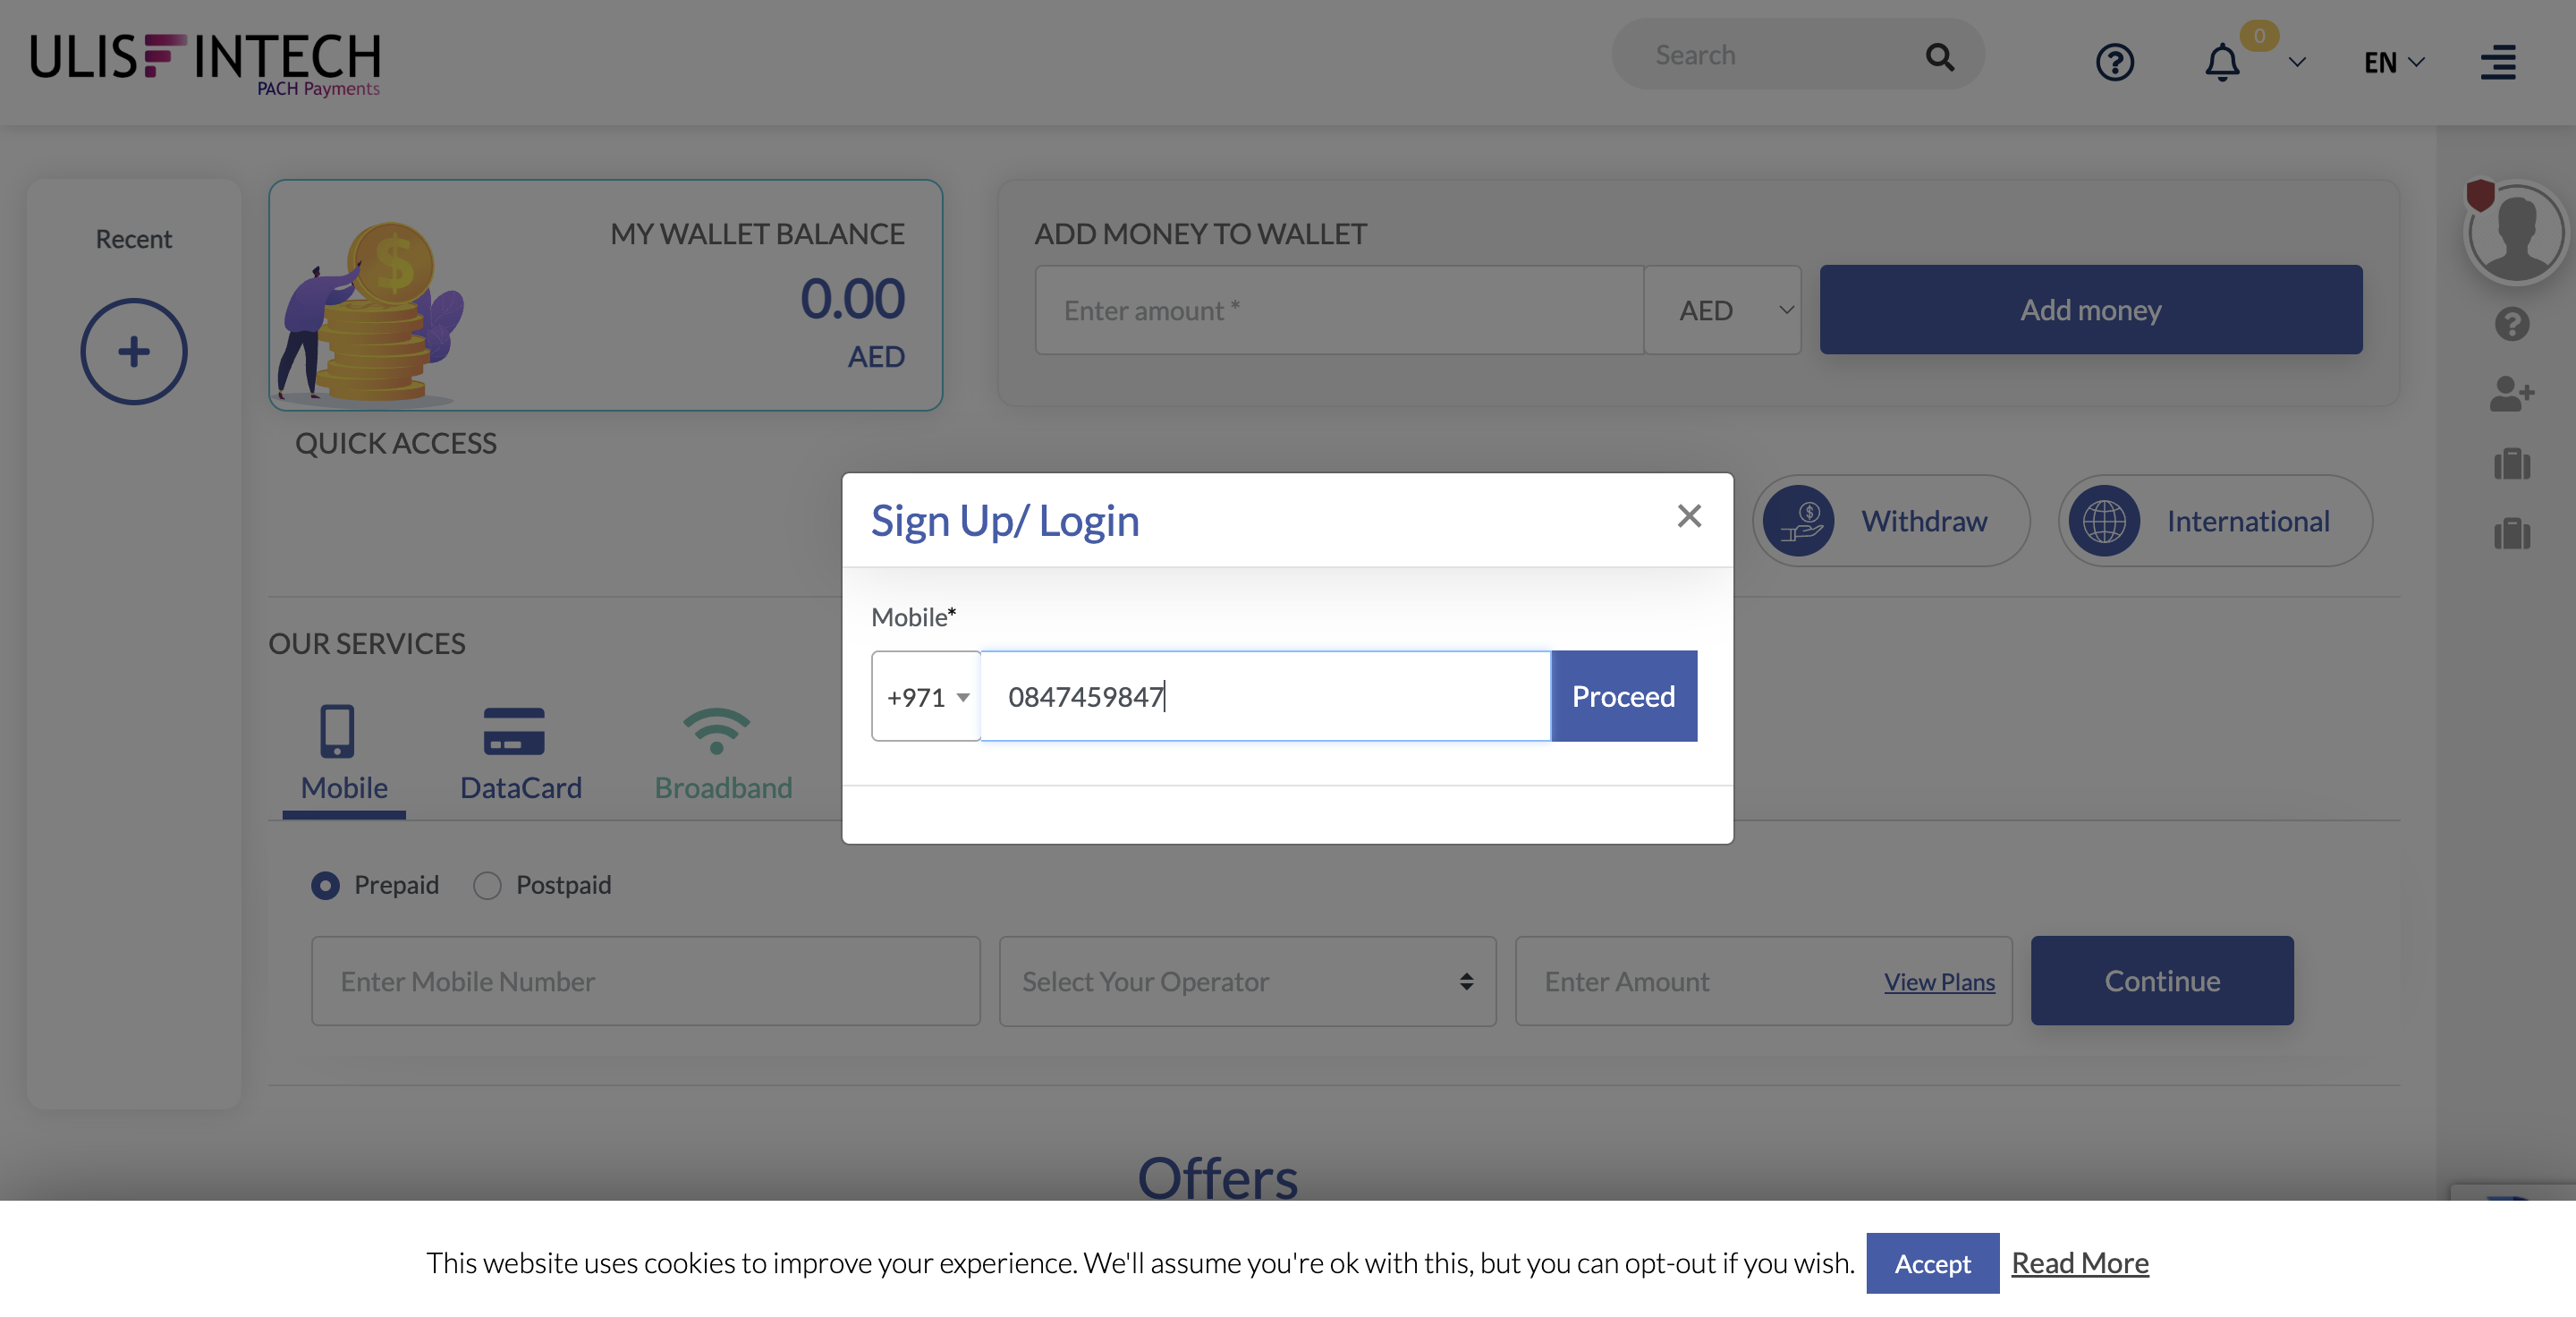 ULISFINTECH
PACH Payments
Search
0
EN
Recent
MY WALLET BALANCE
0.00
AED
ADD MONEY TO WALLET
Enter amount *
AED
Add money
QUICK ACCESS
Withdraw
International
Sign Up/ Login
Mobile*
+971
0847459847
Proceed
OUR SERVICES
Mobile
DataCard
Broadband
Prepaid
Postpaid
Enter Mobile Number
Select Your Operator
Enter Amount
View Plans
Continue
Offers
This website uses cookies to improve your experience. We'll assume you're ok with this, but you can opt-out if you wish.
Accept
Read More